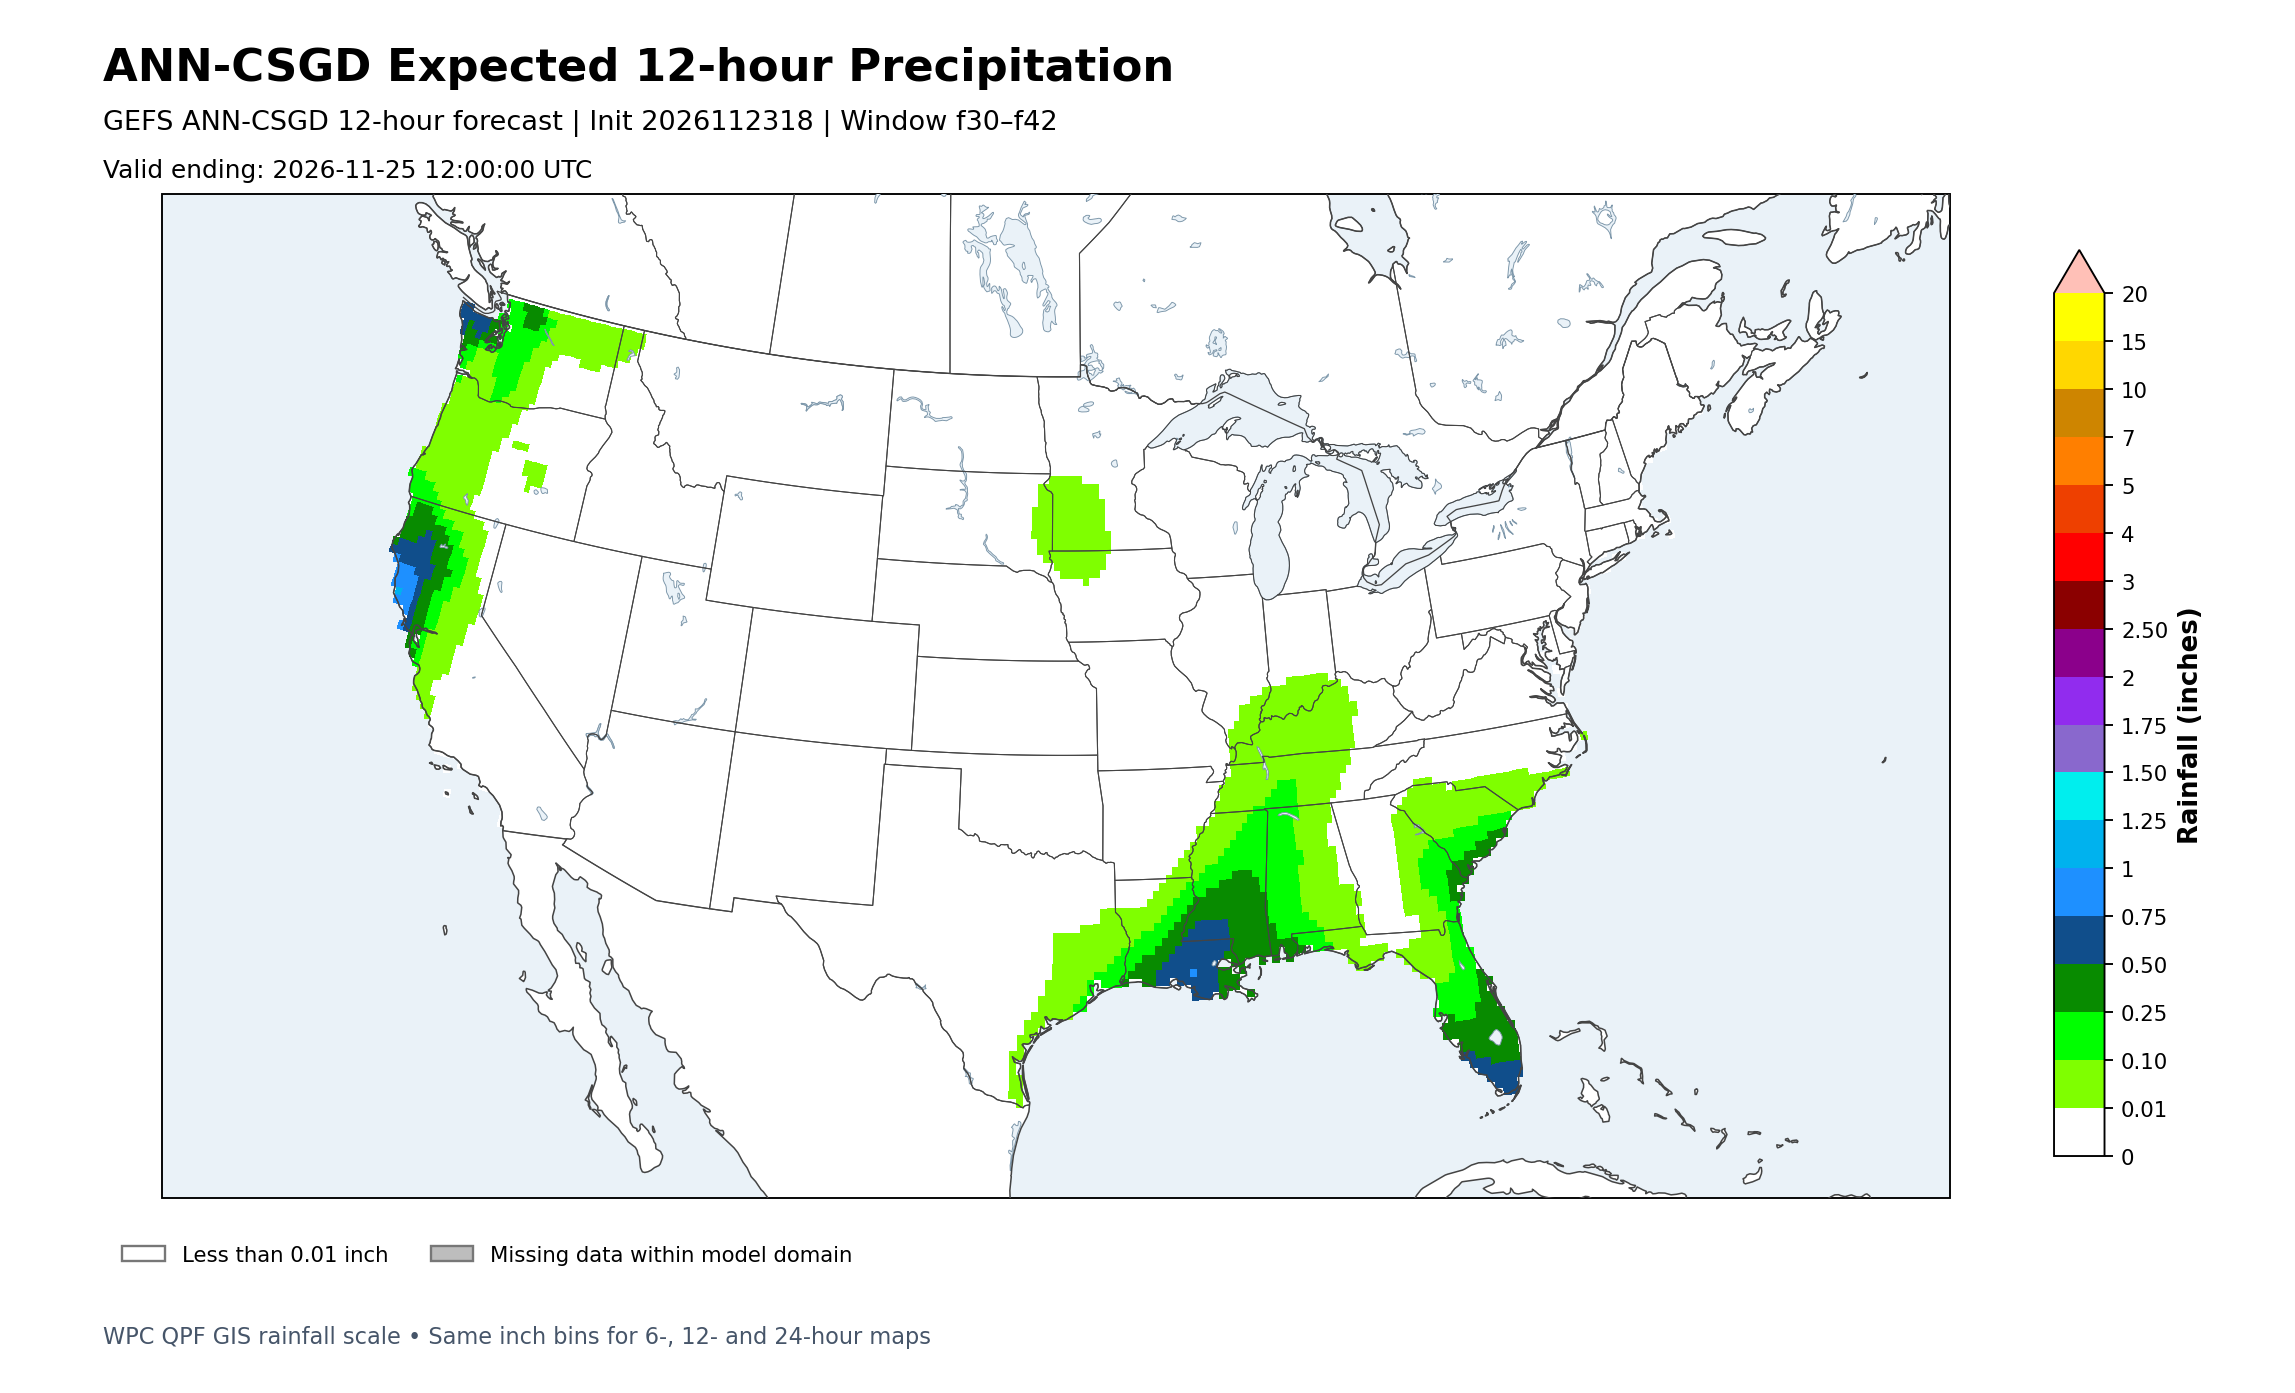 ANN-CSGD Expected 12-hour Precipitation
GEFS ANN-CSGD 12-hour forecast | Init 2026112318 | Window f30–f42
Valid ending: 2026-11-25 12:00:00 UTC
20
15
10
7
5
4
3
2.50
2
1.75
1.50
1.25
1
0.75
0.50
0.25
0.10
0.01
0
Rainfall (inches)
Less than 0.01 inch
Missing data within model domain
WPC QPF GIS rainfall scale • Same inch bins for 6-, 12- and 24-hour maps